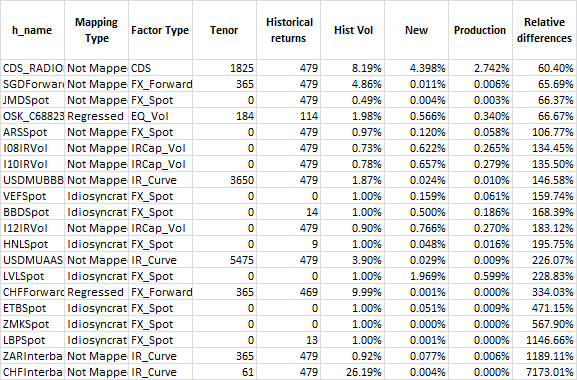 h_name Mapping Type Factor Type Tenor Historical returns Hist Vol New Production Relative differences
CDS_RADIO Not Mappe CDS 1825 479 8.19% 4.398% 2.742% 60.40%
SGDForward Not Mappe FX_Forward 365 479 4.86% 0.011% 0.006% 65.69%
JMDSpot Not Mappe FX_Spot 0 479 0.49% 0.004% 0.003% 66.37%
OSK_C68823 Regressed EQ_Vol 184 114 1.98% 0.566% 0.340% 66.67%
ARSSpot Not Mappe FX_Spot 0 479 0.97% 0.120% 0.058% 106.77%
I08IRVol Not Mappe IRCap_Vol 0 479 0.73% 0.622% 0.265% 134.45%
I10IRVol Not Mappe IRCap_Vol 0 479 0.78% 0.657% 0.279% 135.50%
USDMUBBB Not Mappe IR_Curve 3650 479 1.87% 0.024% 0.010% 146.58%
VEFSpot Idiosyncrat FX_Spot 0 0 1.00% 0.159% 0.061% 159.74%
BBDSpot Idiosyncrat FX_Spot 0 14 1.00% 0.500% 0.186% 168.39%
I12IRVol Not Mappe IRCap_Vol 0 479 0.90% 0.766% 0.270% 183.12%
HNLSpot Idiosyncrat FX_Spot 0 9 1.00% 0.048% 0.016% 195.75%
USDMUAAS Not Mappe IR_Curve 5475 479 3.90% 0.029% 0.009% 226.07%
LVLSpot Idiosyncrat FX_Spot 0 0 1.00% 1.969% 0.599% 228.83%
CHFForward Regressed FX_Forward 365 469 9.99% 0.001% 0.000% 334.03%
ETBSpot Idiosyncrat FX_Spot 0 0 1.00% 0.051% 0.009% 471.15%
ZMKSpot Idiosyncrat FX_Spot 0 0 1.00% 0.000% 0.000% 567.90%
LBPSpot Idiosyncrat FX_Spot 0 13 1.00% 0.001% 0.000% 1146.66%
ZARInterba Not Mappe IR_Curve 365 479 0.92% 0.077% 0.006% 1189.11%
CHFInterba Not Mappe IR_Curve 61 479 26.19% 0.004% 0.000% 7173.01%